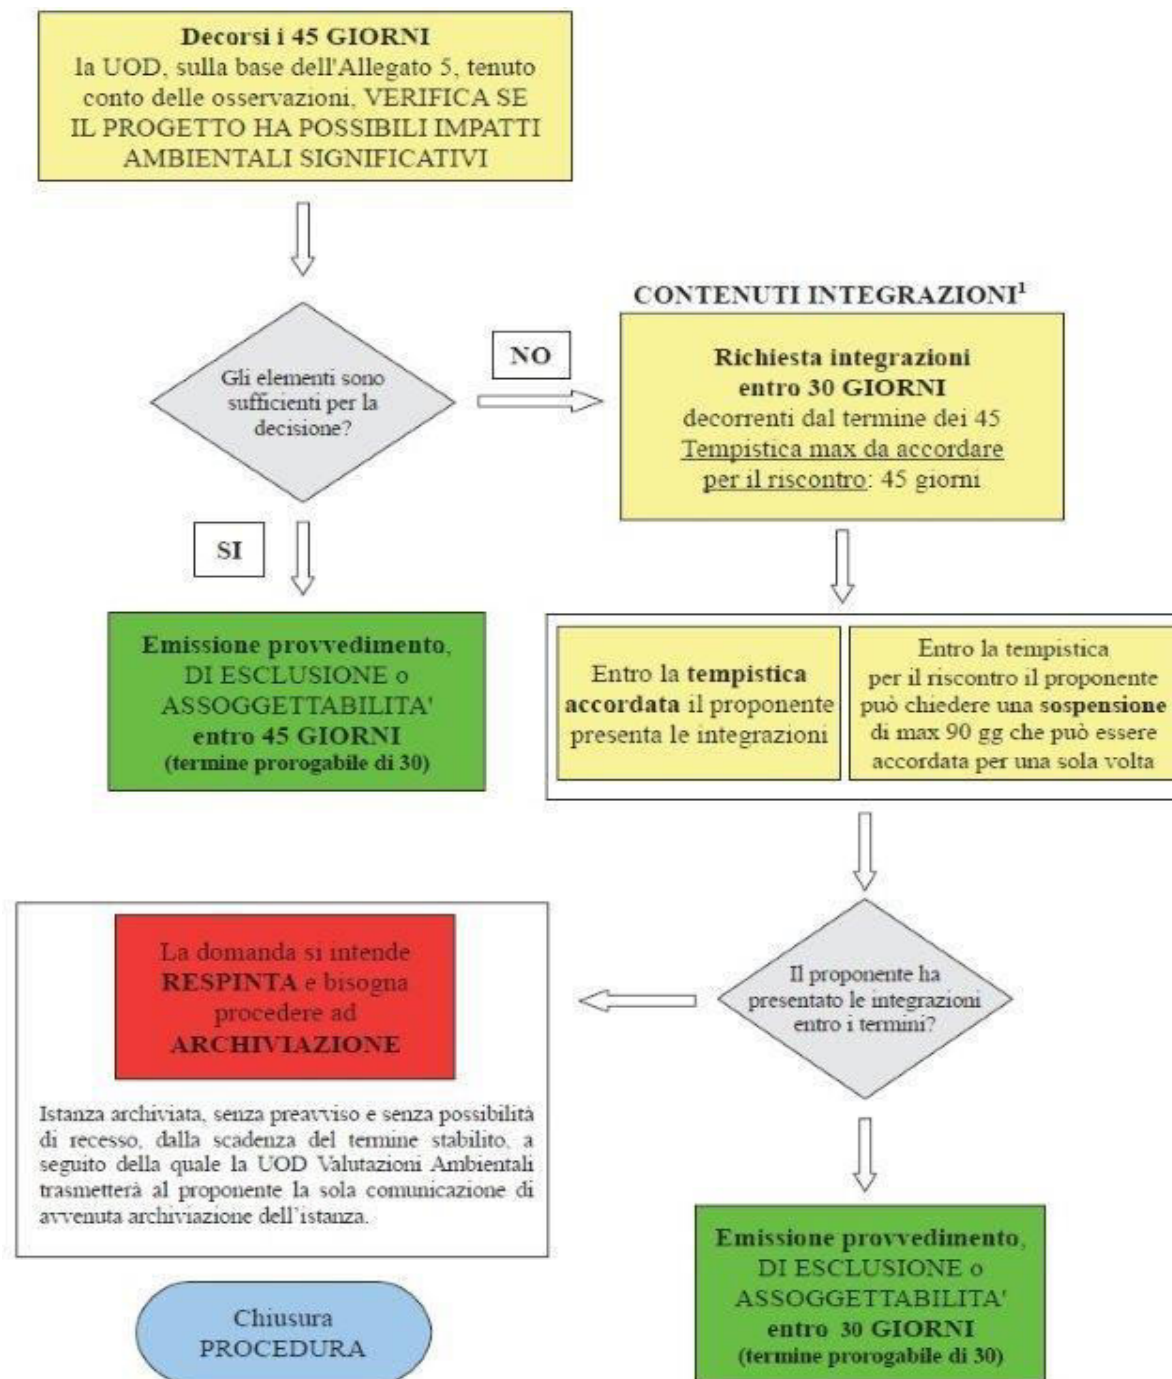 Decorsi i 45 GIORNI
la UOD, sulla base dell'Allegato 5, tenuto
conto delle osservazioni, VERIFICA SE
IL PROGETTO HA POSSIBILI IMPATTI
AMBIENTALI SIGNIFICATIVI
Gli elementi sono
sufficienti per la
decisione?
NO
CONTENUTI INTEGRAZIONI¹
Richiesta integrazioni
entro 30 GIORNI
decorrenti dal termine dei 45
Tempistica max da accordare
per il riscontro: 45 giorni
SI
Emissione provvedimento,
DI ESCLUSIONE o
ASSOGGETTABILITA'
entro 45 GIORNI
(termine prorogabile di 30)
Entro la tempistica
accordata il proponente
presenta le integrazioni
Entro la tempistica
per il riscontro il proponente
può chiedere una sospensione
di max 90 gg che può essere
accordata per una sola volta
Il proponente ha
presentato le integrazioni
entro i termini?
La domanda si intende
RESPINTA e bisogna
procedere ad
ARCHIVIAZIONE
Istanza archiviata, senza preavviso e senza possibilità
di recesso, dalla scadenza del termine stabilito, a
seguito della quale la UOD Valutazioni Ambientali
trasmetterà al proponente la sola comunicazione di
avvenuta archiviazione dell'istanza.
Chiusura
PROCEDURA
Emissione provvedimento,
DI ESCLUSIONE o
ASSOGGETTABILITA'
entro 30 GIORNI
(termine prorogabile di 30)